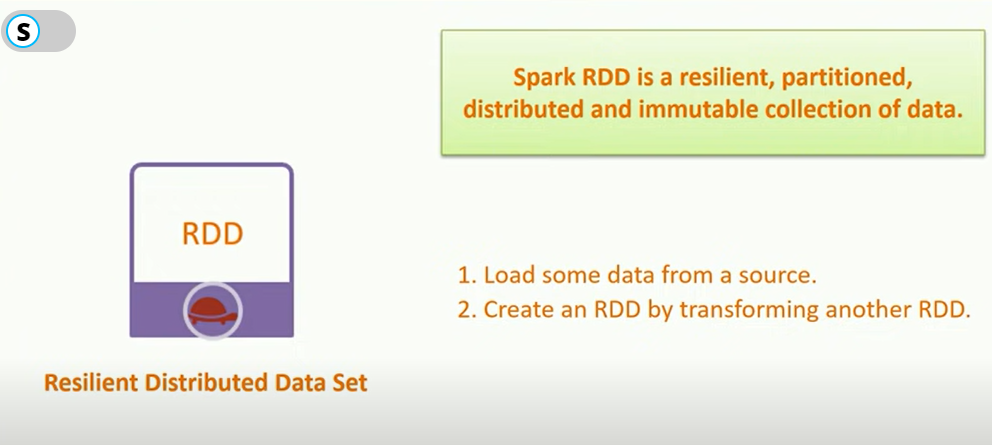 S
Spark RDD is a resilient, partitioned,
distributed and immutable collection of data.
RDD
1. Load some data from a source.
2. Create an RDD by transforming another RDD.
Resilient Distributed Data Set